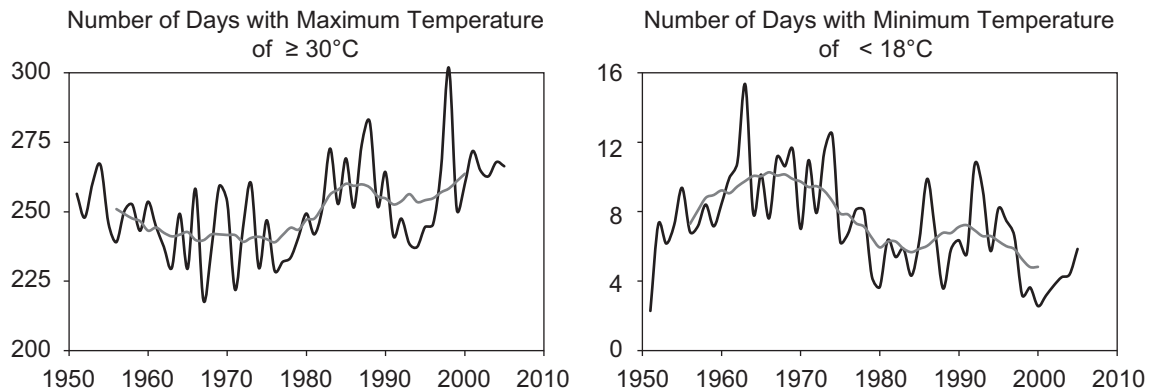 Number of Days with Maximum Temperature
of ≥ 30°C
300
275
250
225
200
1950 1960 1970 1980 1990 2000 2010
Number of Days with Minimum Temperature
of < 18°C
16
12
8
4
0
1950 1960 1970 1980 1990 2000 2010